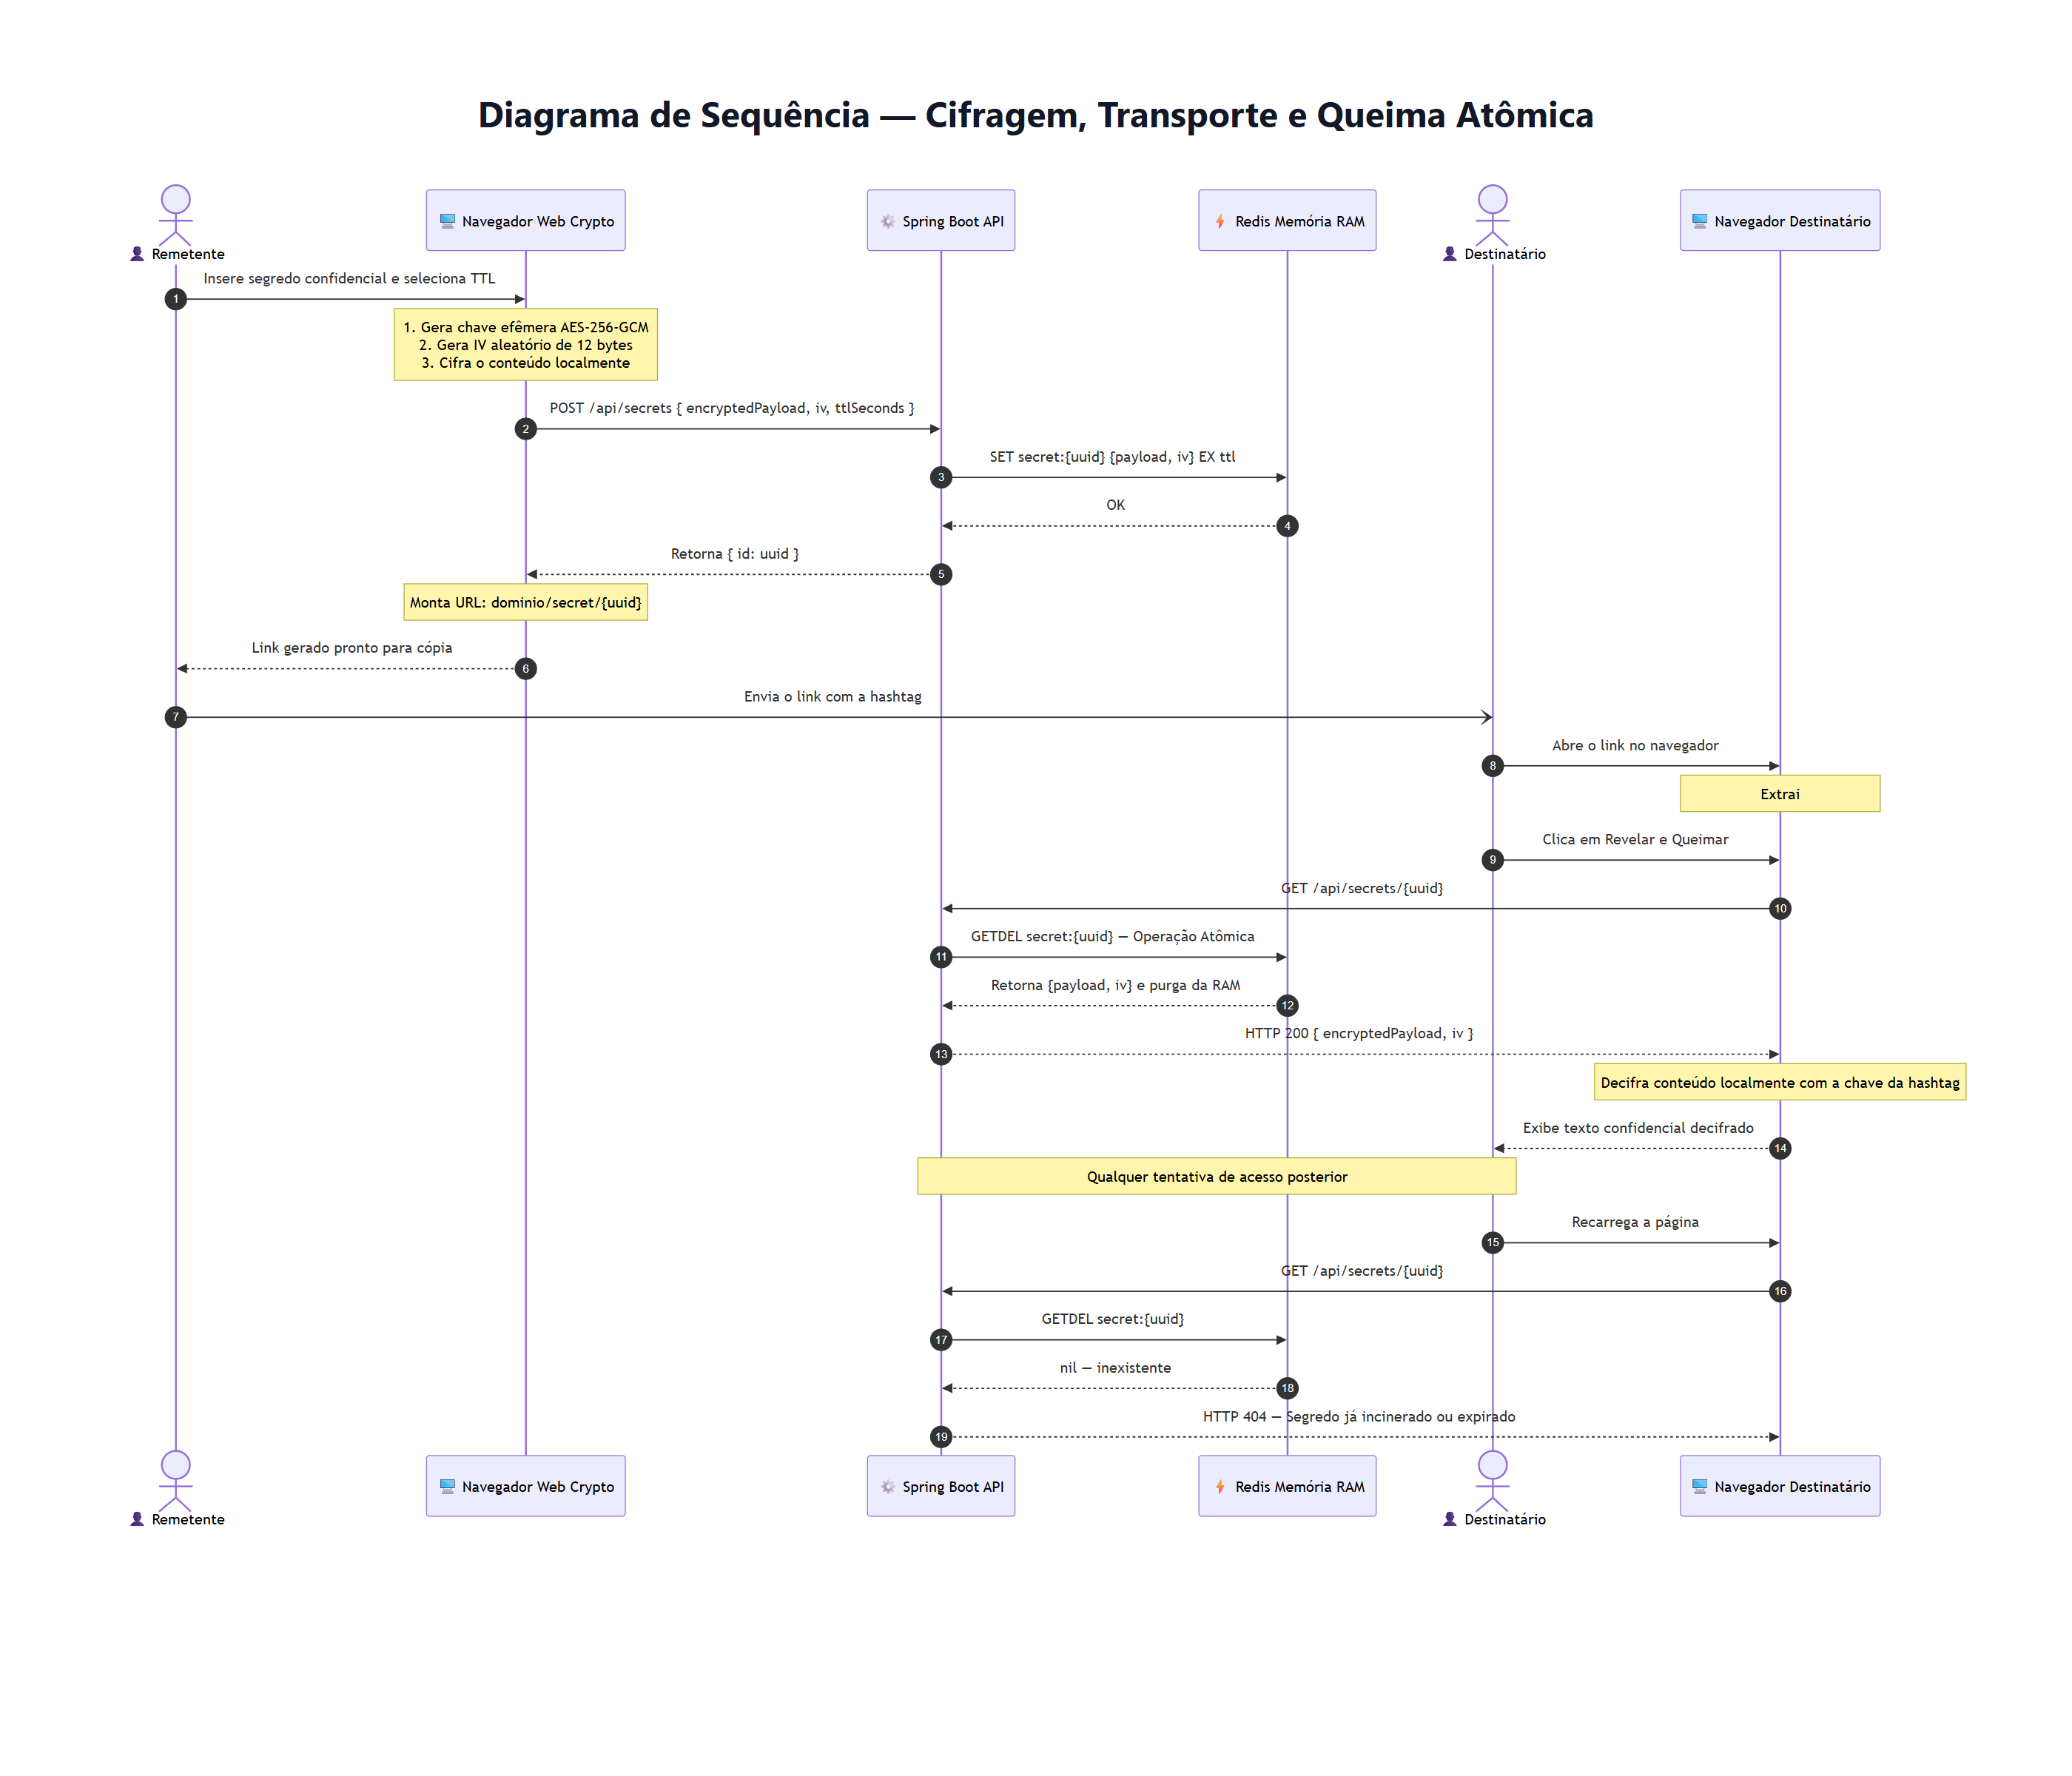 Diagrama de Sequência — Cifragem, Transporte e Queima Atômica
Remetente
Navegador Web Crypto
Spring Boot API
Redis Memória RAM
Destinatário
Navegador Destinatário
Insere segredo confidencial e seleciona TTL
1
1. Gera chave efêmera AES-256-GCM
2. Gera IV aleatório de 12 bytes
3. Cifra o conteúdo localmente
POST /api/secrets { encryptedPayload, iv, ttlSeconds }
2
SET secret:{uuid} {payload, iv} EX ttl
3
OK
4
Retorna { id: uuid }
5
Monta URL: dominio/secret/{uuid}
Link gerado pronto para cópia
6
Envia o link com a hashtag
7
Abre o link no navegador
8
Extrai
Clica em Revelar e Queimar
9
GET /api/secrets/{uuid}
10
GETDEL secret:{uuid} — Operação Atômica
11
Retorna {payload, iv} e purga da RAM
12
HTTP 200 { encryptedPayload, iv }
13
Decifra conteúdo localmente com a chave da hashtag
Exibe texto confidencial decifrado
14
Qualquer tentativa de acesso posterior
Recarrega a página
15
GET /api/secrets/{uuid}
16
GETDEL secret:{uuid}
17
nil — inexistente
18
HTTP 404 — Segredo já incinerado ou expirado
19
Remetente
Navegador Web Crypto
Spring Boot API
Redis Memória RAM
Destinatário
Navegador Destinatário